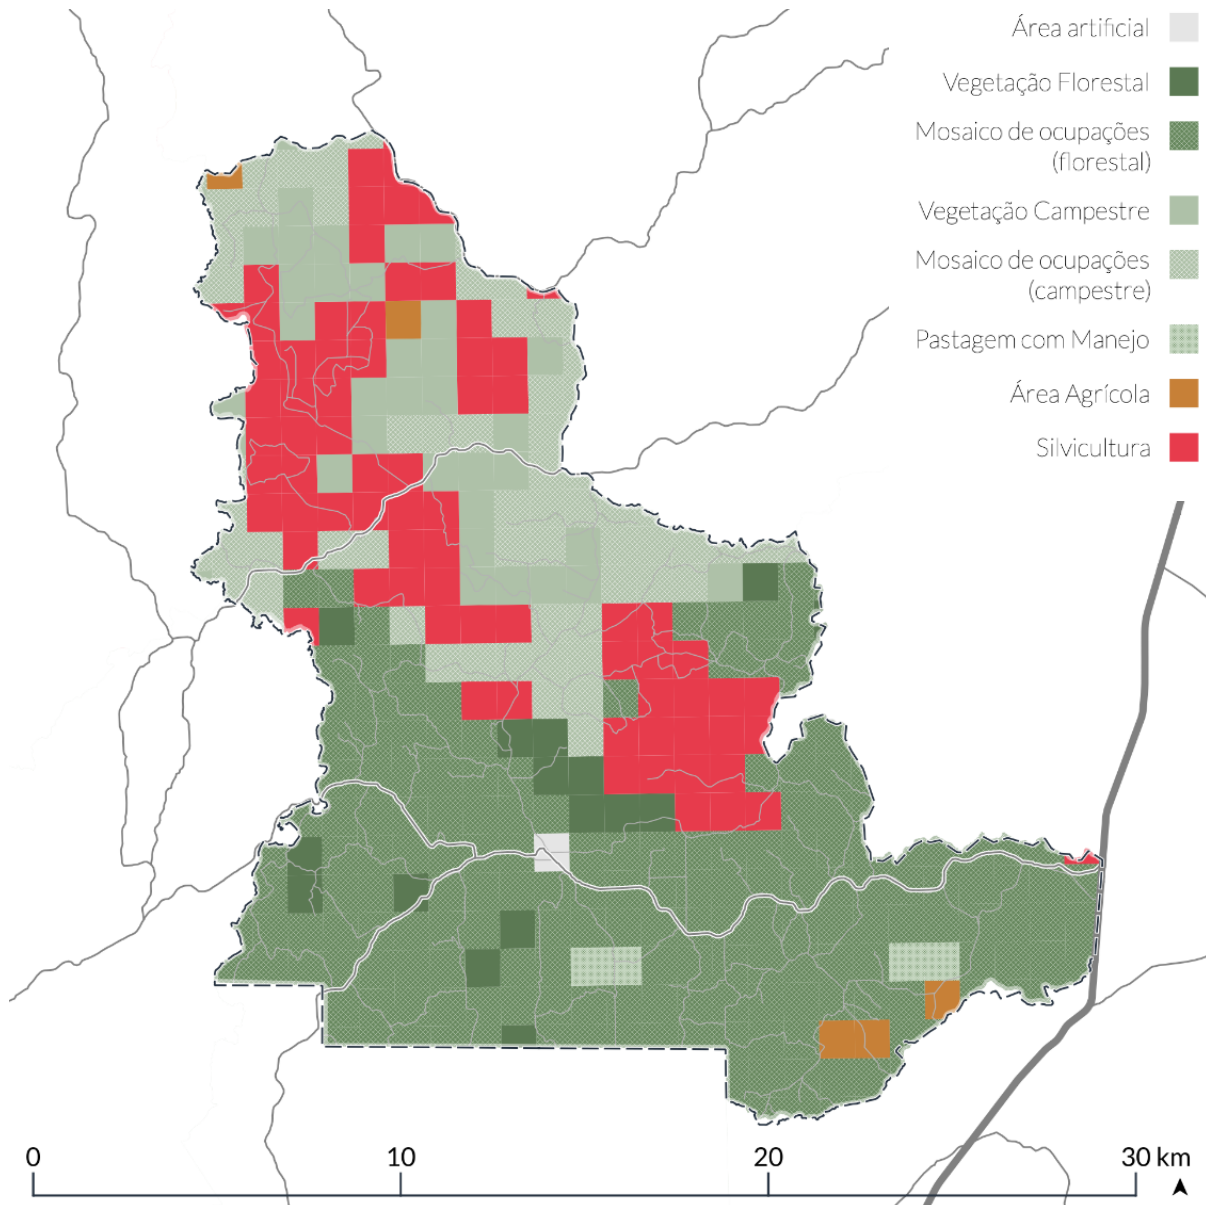 Área artificial
Vegetação Florestal
Mosaico de ocupações
(florestal)
Vegetação Campestre
Mosaico de ocupações
(campestre)
Pastagem com Manejo
Área Agrícola
Silvicultura
0 10 20 30 km